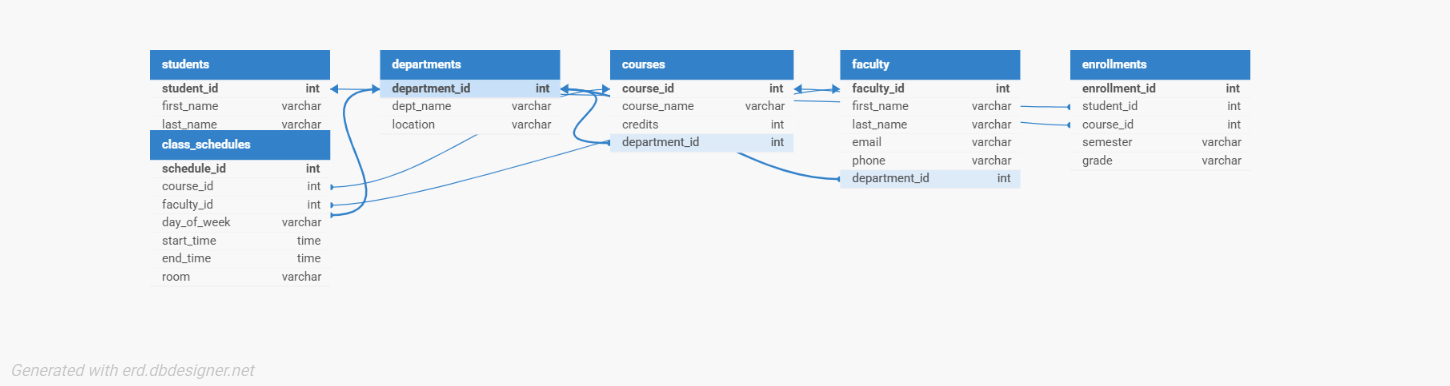 students
student_id int
first_name varchar
last_name varchar
class_schedules
schedule_id int
course_id int
faculty_id int
day_of_week varchar
start_time time
end_time time
room varchar
departments
department_id int
dept_name varchar
location varchar
courses
course_id int
course_name varchar
credits int
department_id int
faculty
faculty_id int
first_name varchar
last_name varchar
email varchar
phone varchar
department_id int
enrollments
enrollment_id int
student_id int
course_id int
semester varchar
grade varchar
Generated with erd.dbdesigner.net